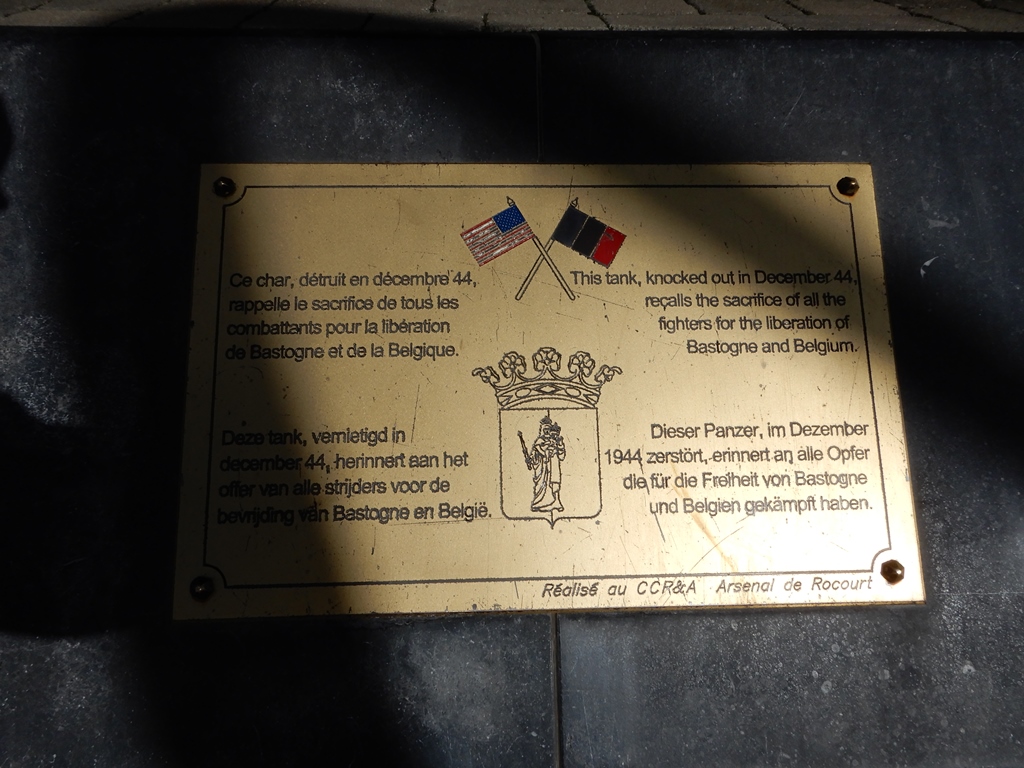 Ce char, détruit en décembre 44,
rappelle le sacrifice de tous les
combattants pour la libération
de Bastogne et de la Belgique.
This tank, knocked out in December 44,
reçalls the sacrifice of all the
fighters for the liberation of
Bastogne and Belgium.
Deze tank, vernietigd in
december 44, herinnert aan het
offer van alle strijders voor de
bevrijding van Bastogne en België.
Dieser Panzer, im Dezember
1944 zerstört, erinnert an alle Opfer
die für die Freiheit von Bastogne
und Belgien gekämpft haben.
Réalisé au CCR&A Arsenal de Rocourt